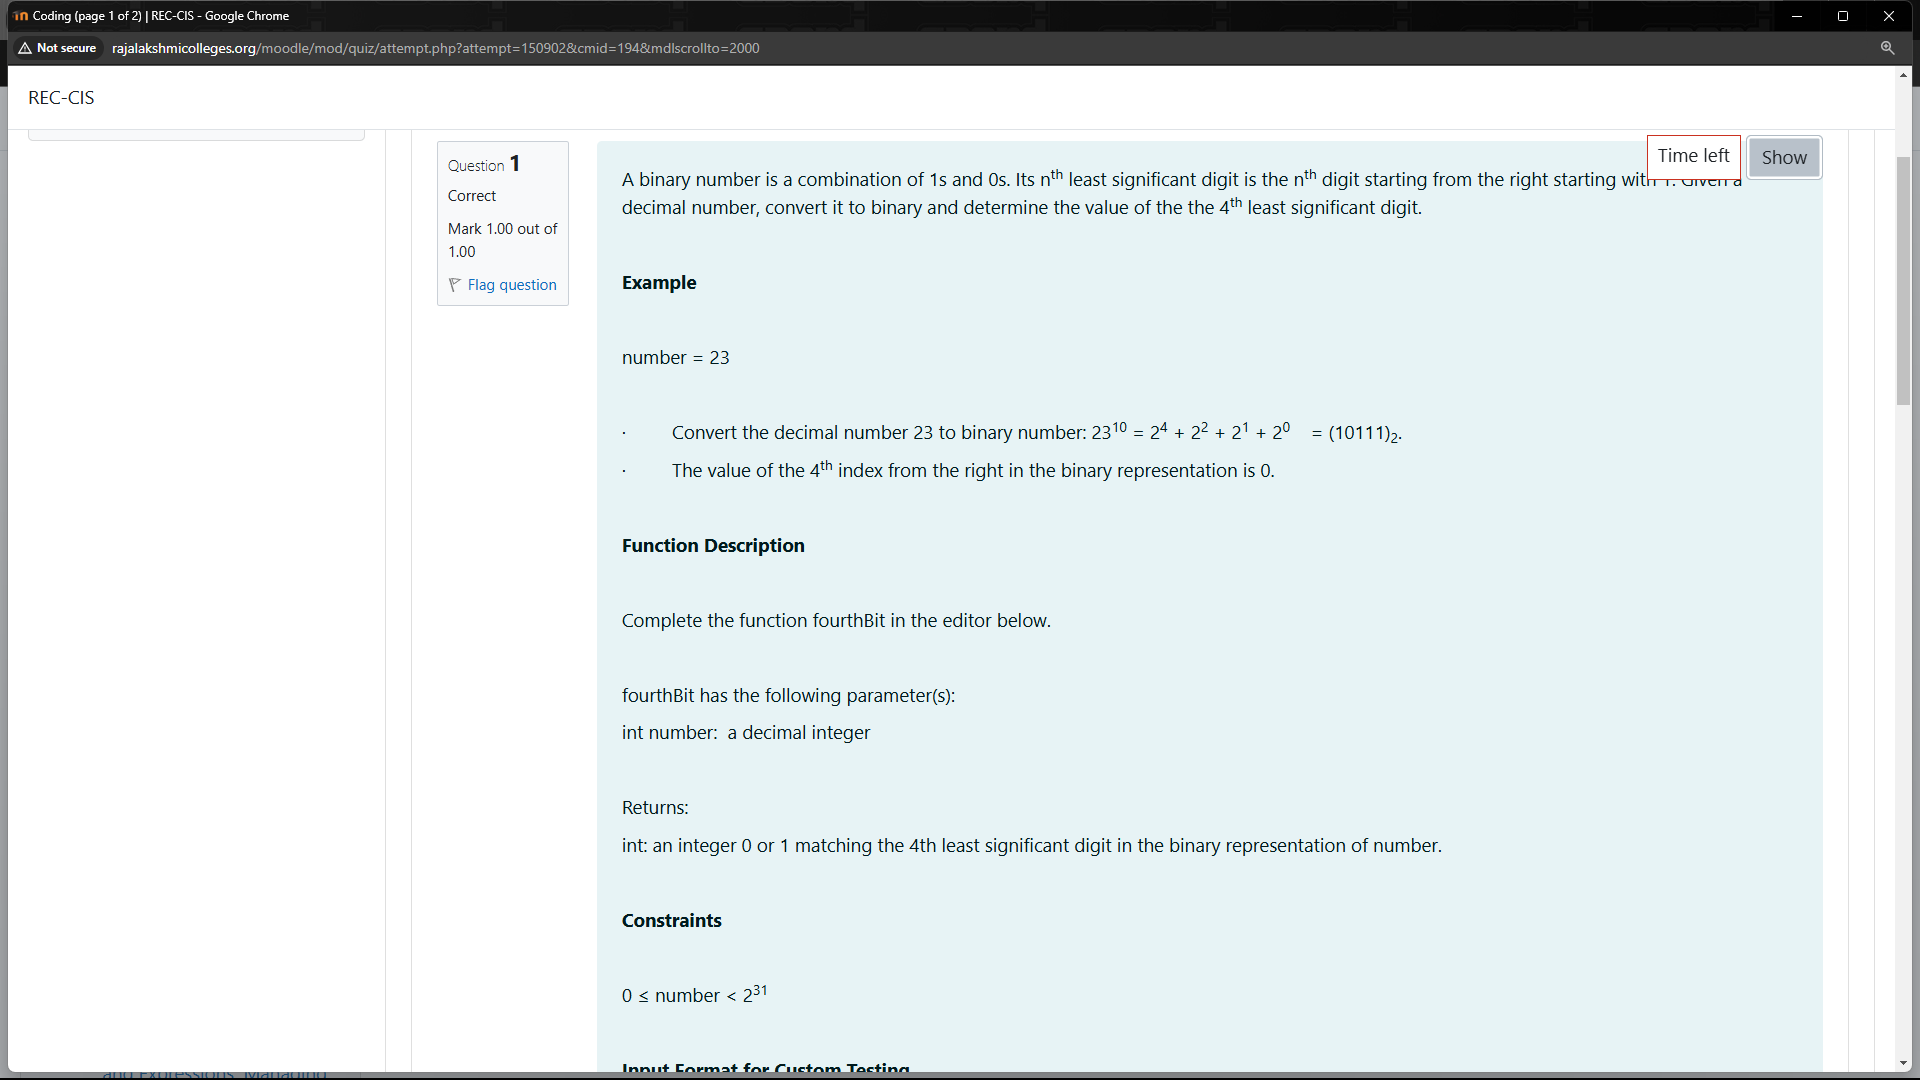 Coding (page 1 of 2) | REC-CIS - Google Chrome
Not secure rajalakshmicolleges.org/moodle/mod/quiz/attempt.php?attempt=150902&cmid=194&mdlscrollto=2000
REC-CIS
Question 1
Correct
Mark 1.00 out of
1.00
Flag question
Time left
Show
A binary number is a combination of 1s and 0s. Its nth least significant digit is the nth digit starting from the right starting with 1. Given a
decimal number, convert it to binary and determine the value of the the 4th least significant digit.
Example
number = 23
· Convert the decimal number 23 to binary number: 23¹⁰ = 2⁴ + 2² + 2¹ + 2⁰ = (10111)₂.
· The value of the 4th index from the right in the binary representation is 0.
Function Description
Complete the function fourthBit in the editor below.
fourthBit has the following parameter(s):
int number: a decimal integer
Returns:
int: an integer 0 or 1 matching the 4th least significant digit in the binary representation of number.
Constraints
0 ≤ number < 2³¹
Input Format for Custom Testing
and Expressions, Managing